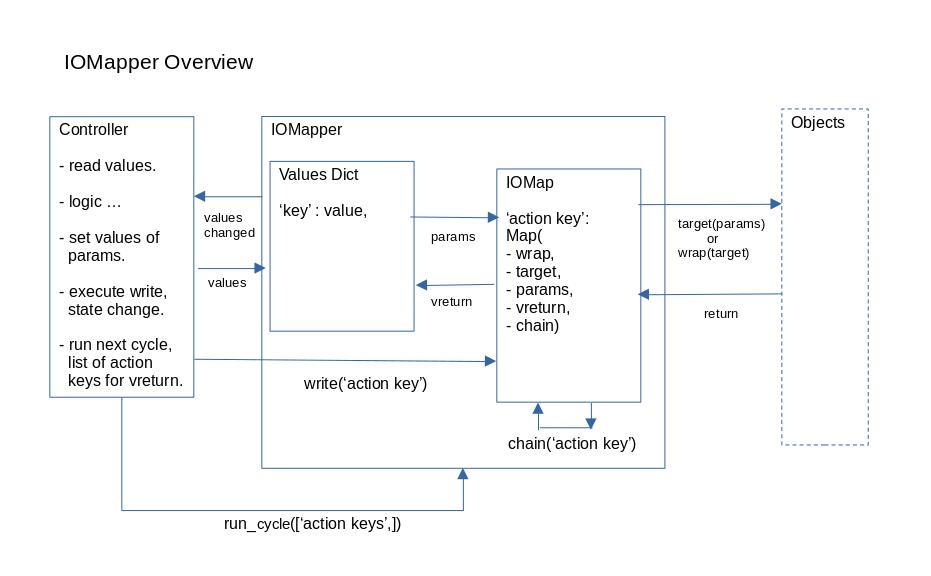 IOMapper Overview
Controller
- read values.
- logic …
- set values of
params.
- execute write,
state change.
- run next cycle,
list of action
keys for vreturn.
values
changed
values
IOMapper
Values Dict
‘key’ : value,
params
vreturn
IOMap
‘action key’:
Map(
- wrap,
- target,
- params,
- vreturn,
- chain)
write(‘action key’)
chain(‘action key’)
target(params)
or
wrap(target)
return
Objects
run_cycle([‘action keys’,])